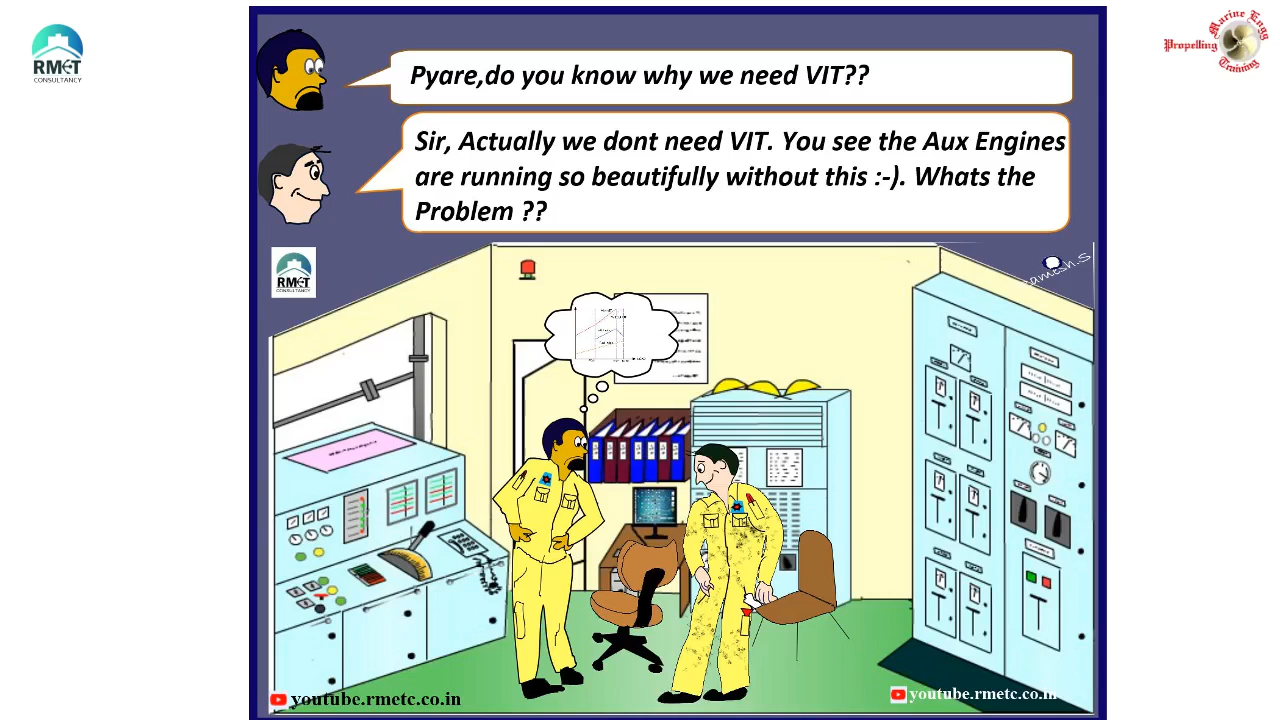 RMET
CONSULTANCY
Marine Engg
Propelling
Training
Pyare,do you know why we need VIT??
Sir, Actually we dont need VIT. You see the Aux Engines
are running so beautifully without this :-). Whats the
Problem ??
RMET
CONSULTANCY
youtube.rmetc.co.in
youtube.rmetc.co.in